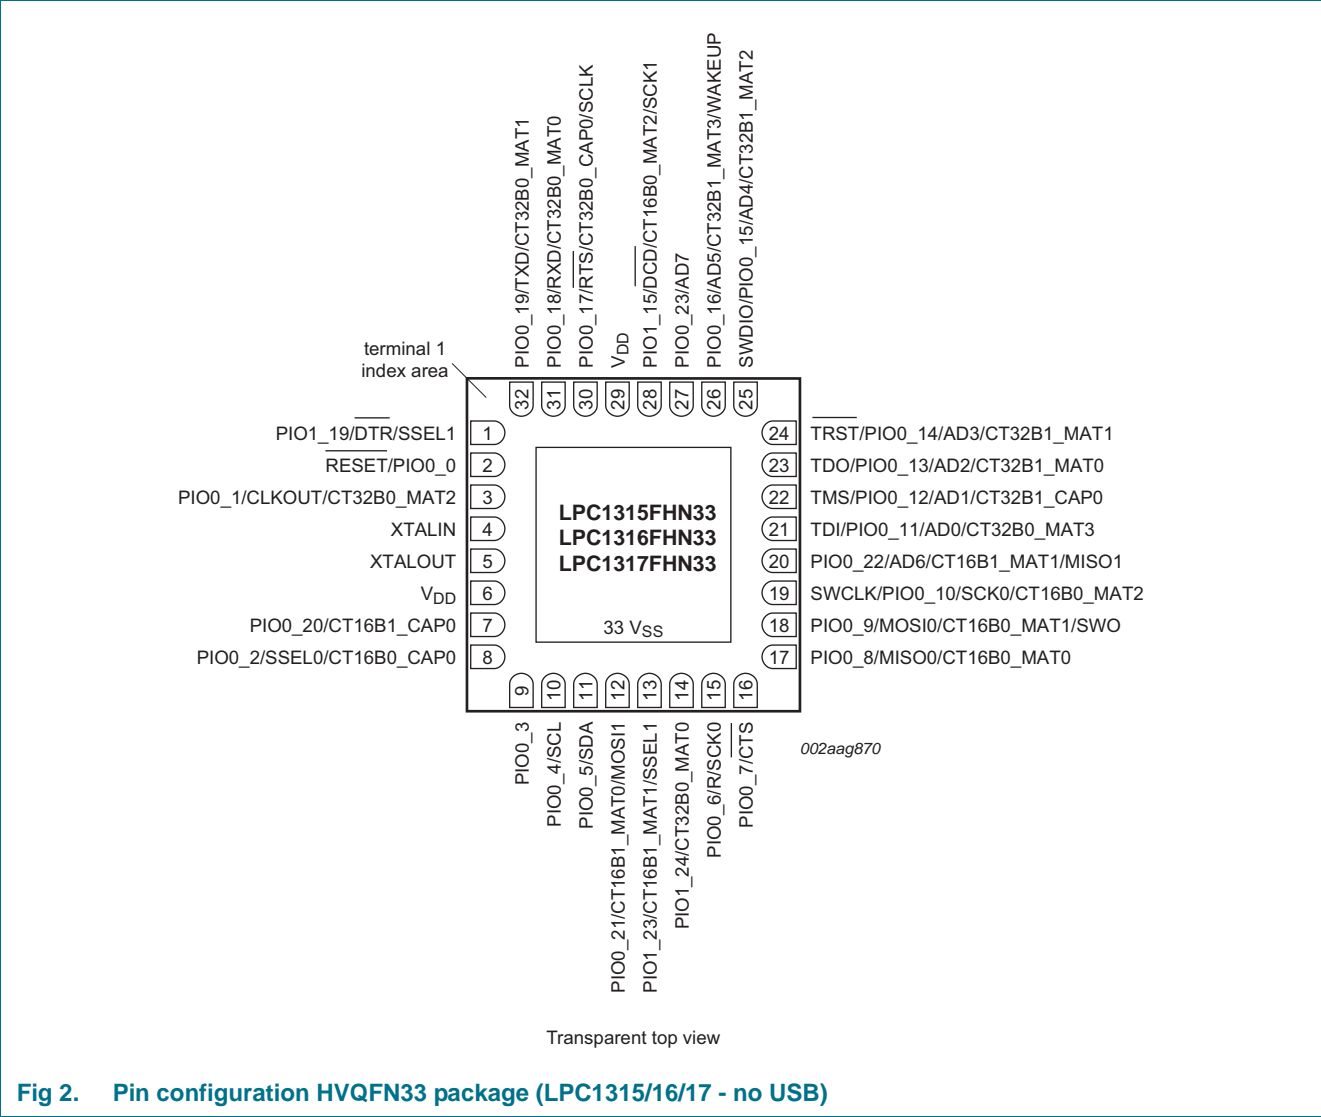 PIO0_19/TXD/CT32B0_MAT1
PIO0_18/RXD/CT32B0_MAT0
PIO0_17/RTS/CT32B0_CAP0/SCLK
VDD
PIO1_15/DCD/CT16B0_MAT2/SCK1
PIO0_23/AD7
PIO0_16/AD5/CT32B1_MAT3/WAKEUP
SWDIO/PIO0_15/AD4/CT32B1_MAT2
terminal 1
index area
32 31 30 29 28 27 26 25
PIO1_19/DTR/SSEL1 1
RESET/PIO0_0 2
PIO0_1/CLKOUT/CT32B0_MAT2 3
XTALIN 4
XTALOUT 5
VDD 6
PIO0_20/CT16B1_CAP0 7
PIO0_2/SSEL0/CT16B0_CAP0 8
LPC1315FHN33
LPC1316FHN33
LPC1317FHN33
33 VSS
24 TRST/PIO0_14/AD3/CT32B1_MAT1
23 TDO/PIO0_13/AD2/CT32B1_MAT0
22 TMS/PIO0_12/AD1/CT32B1_CAP0
21 TDI/PIO0_11/AD0/CT32B0_MAT3
20 PIO0_22/AD6/CT16B1_MAT1/MISO1
19 SWCLK/PIO0_10/SCK0/CT16B0_MAT2
18 PIO0_9/MOSI0/CT16B0_MAT1/SWO
17 PIO0_8/MISO0/CT16B0_MAT0
9 10 11 12 13 14 15 16
PIO0_3
PIO0_4/SCL
PIO0_5/SDA
PIO0_21/CT16B1_MAT0/MOSI1
PIO1_23/CT16B1_MAT1/SSEL1
PIO1_24/CT32B0_MAT0
PIO0_6/R/SCK0
PIO0_7/CTS
002aag870
Transparent top view
Fig 2. Pin configuration HVQFN33 package (LPC1315/16/17 - no USB)